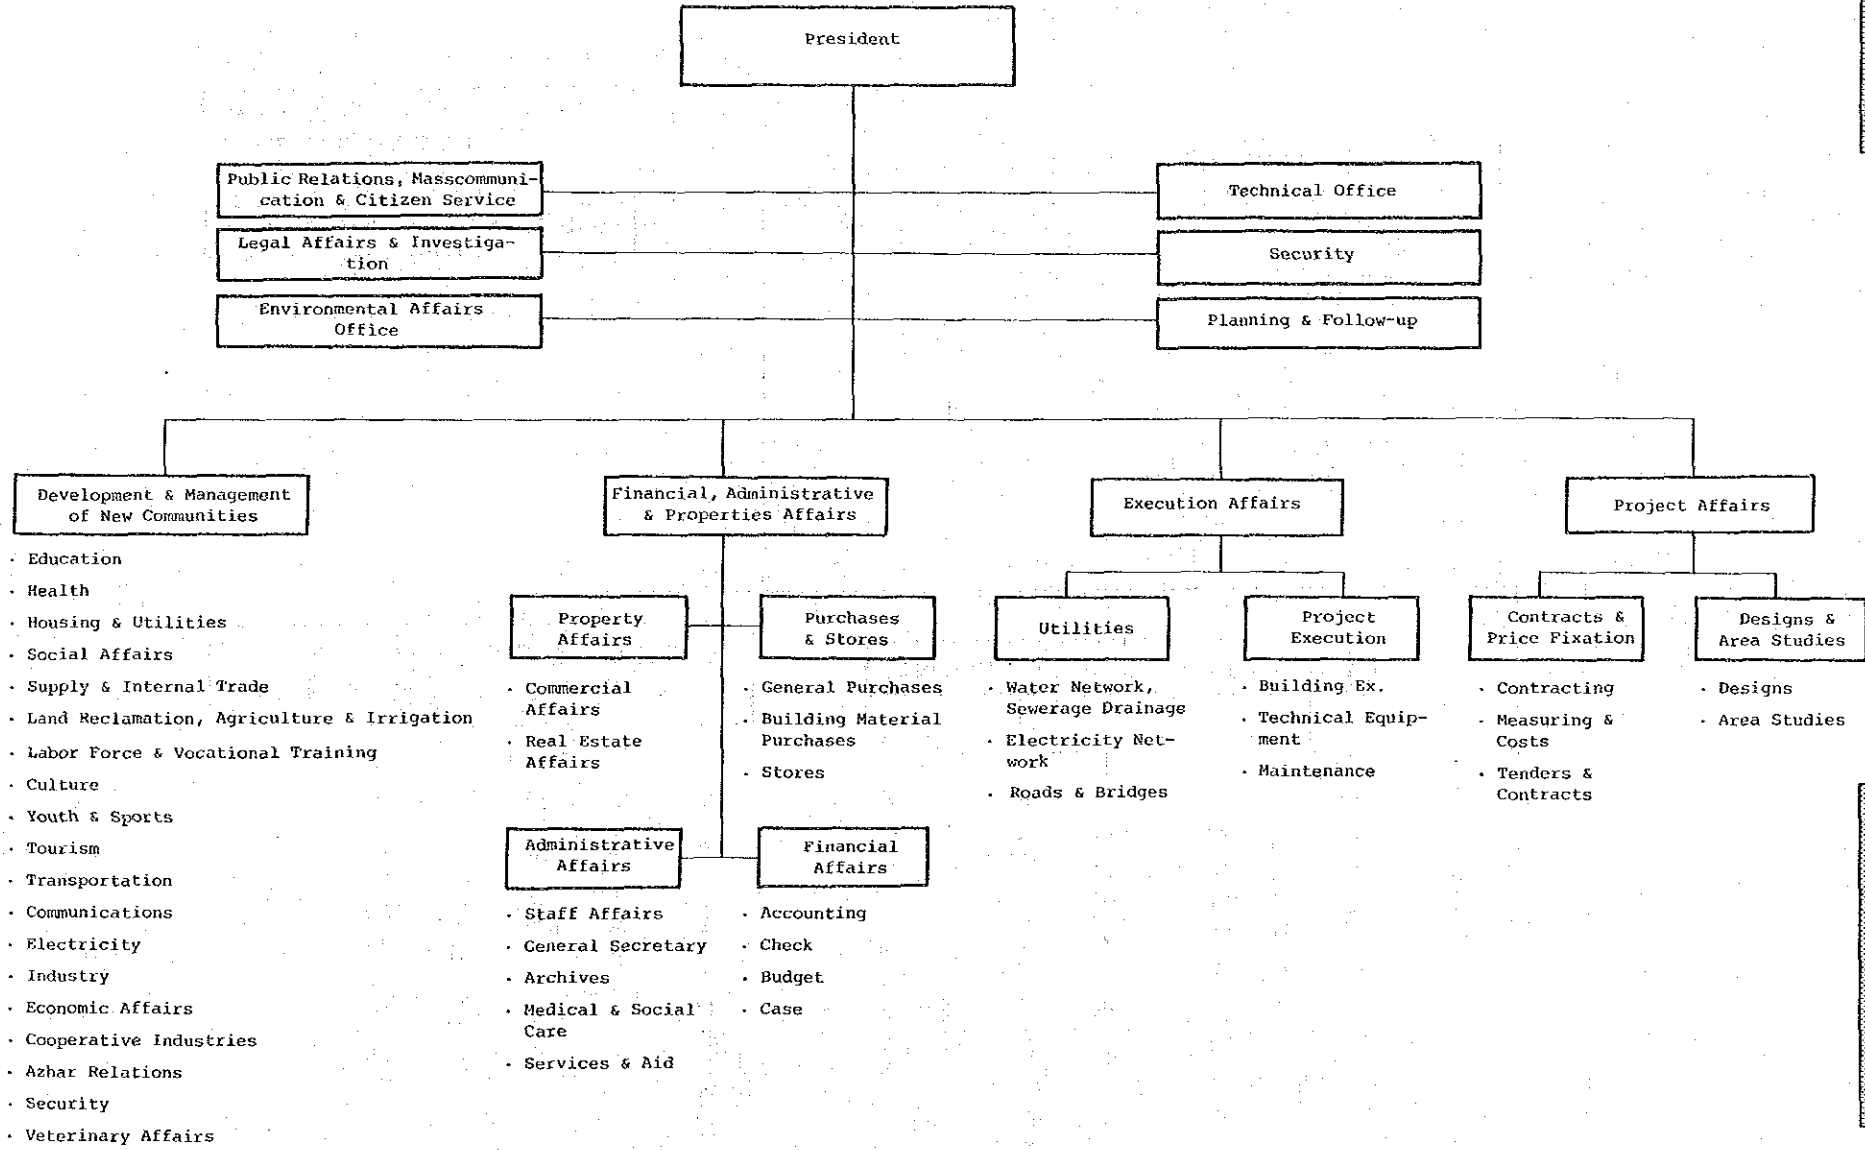 President
Public Relations, Masscommuni-
cation & Citizen Service
Technical Office
Legal Affairs & Investiga-
tion
Security
Environmental Affairs
Office
Planning & Follow-up
Development & Management
of New Communities
Financial, Administrative
& Properties Affairs
Execution Affairs
Project Affairs
· Education
· Health
· Housing & Utilities
· Social Affairs
· Supply & Internal Trade
· Land Reclamation, Agriculture & Irrigation
· Labor Force & Vocational Training
· Culture
· Youth & Sports
· Tourism
· Transportation
· Communications
· Electricity
· Industry
· Economic Affairs
· Cooperative Industries
· Azhar Relations
· Security
· Veterinary Affairs
Property
Affairs
· Commercial
Affairs
· Real Estate
Affairs
Purchases
& Stores
· General Purchases
· Building Material
Purchases
· Stores
Administrative
Affairs
· Staff Affairs
· General Secretary
· Archives
· Medical & Social
Care
· Services & Aid
Financial
Affairs
· Accounting
· Check
· Budget
· Case
Utilities
· Water Network,
Sewerage Drainage
· Electricity Net-
work
· Roads & Bridges
Project
Execution
· Building Ex.
· Technical Equip-
ment
· Maintenance
Contracts &
Price Fixation
· Contracting
· Measuring &
Costs
· Tenders &
Contracts
Designs &
Area Studies
· Designs
· Area Studies